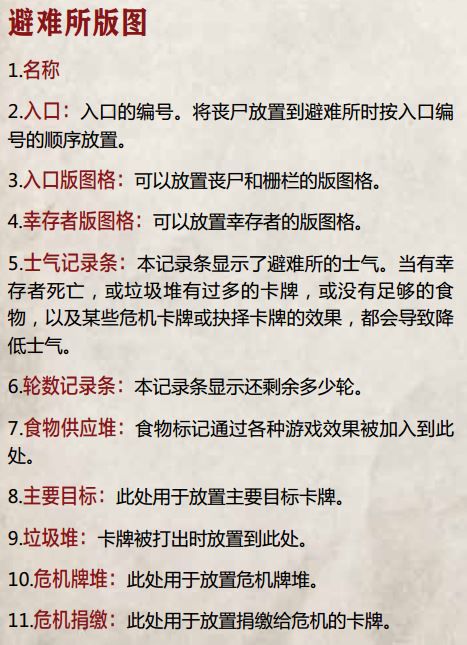 避难所版图
1.名称
2.入口：入口的编号。将丧尸放置到避难所时按入口编
号的顺序放置。
3.入口版图格：可以放置丧尸和栅栏的版图格。
4.幸存者版图格：可以放置幸存者的版图格。
5.士气记录条：本记录条显示了避难所的士气。当有幸
存者死亡，或垃圾堆有过多的卡牌，或没有足够的食
物，以及某些危机卡牌或抉择卡牌的效果，都会导致降
低士气。
6.轮数记录条：本记录条显示还剩余多少轮。
7.食物供应堆：食物标记通过各种游戏效果被加入到此
处。
8.主要目标：此处用于放置主要目标卡牌。
9.垃圾堆：卡牌被打出时放置到此处。
10.危机牌堆：此处用于放置危机牌堆。
11.危机捐缴：此处用于放置捐缴给危机的卡牌。